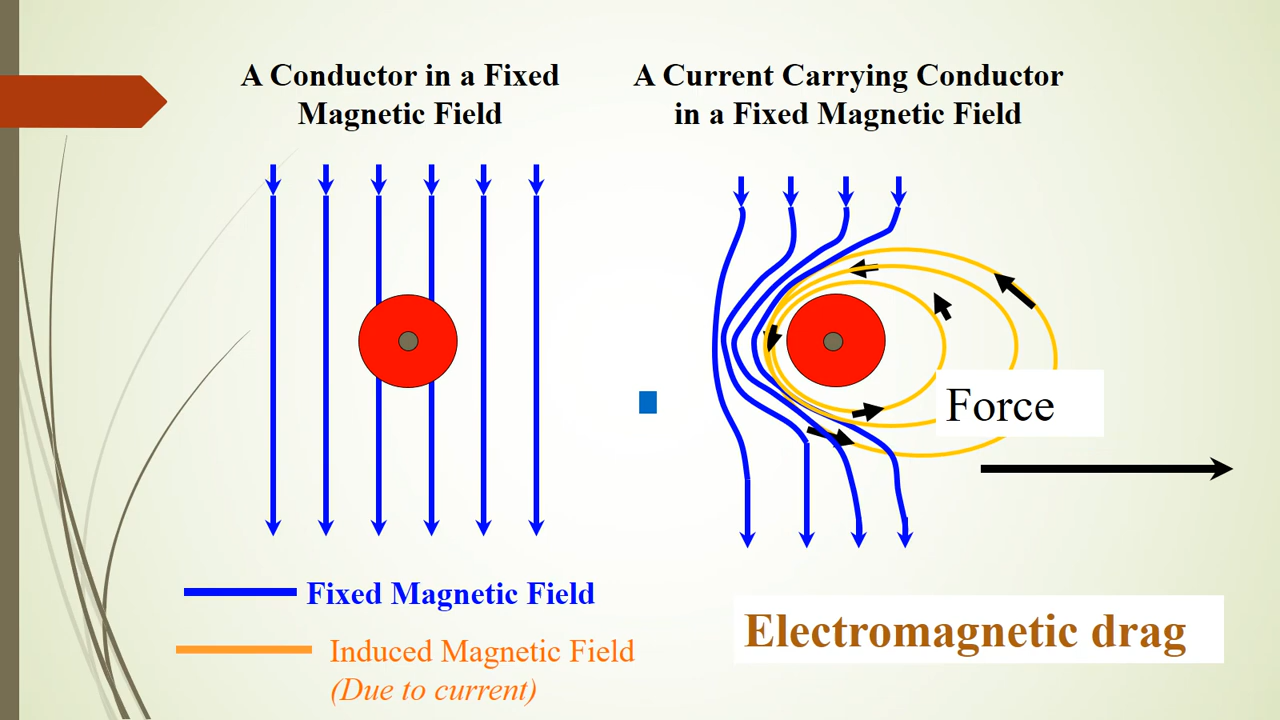 A Conductor in a Fixed
Magnetic Field
A Current Carrying Conductor
in a Fixed Magnetic Field
Force
Fixed Magnetic Field
Induced Magnetic Field
(Due to current)
Electromagnetic drag